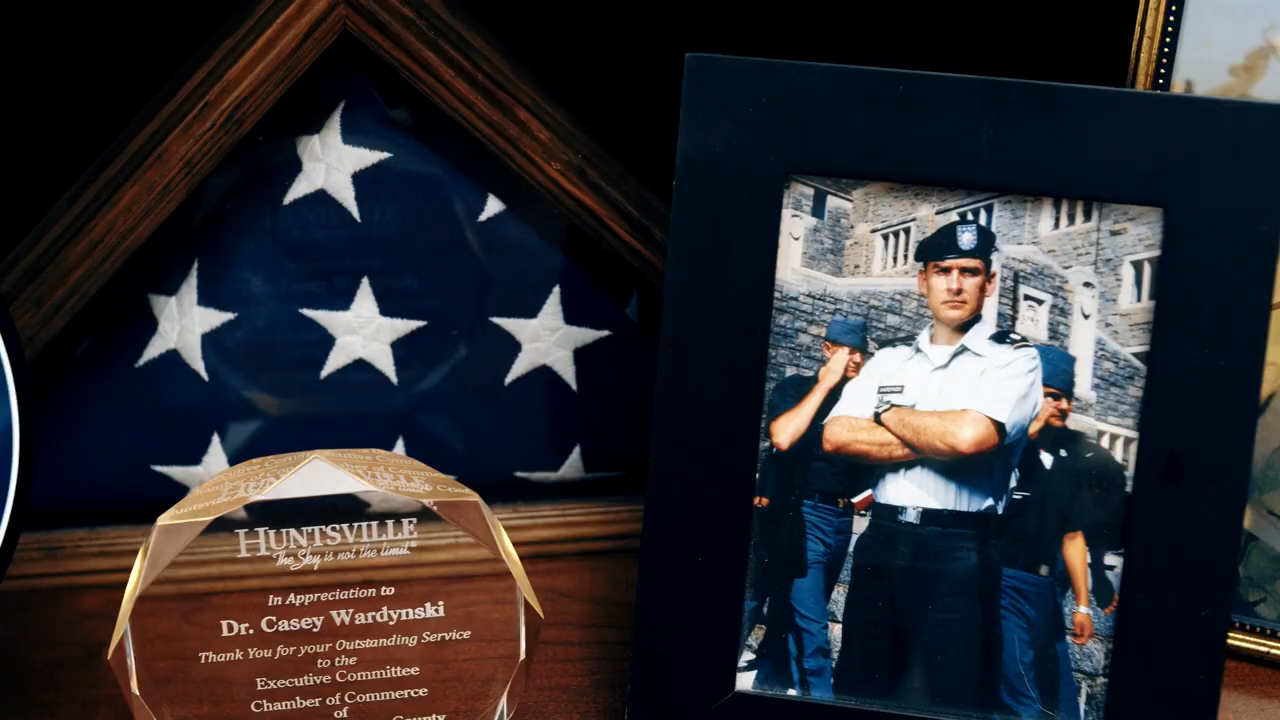 HUNTSVILLE
The Sky is not the limit.
In Appreciation to
Dr. Casey Wardynski
Thank You for your Outstanding Service
to the
Executive Committee
Chamber of Commerce
of
County